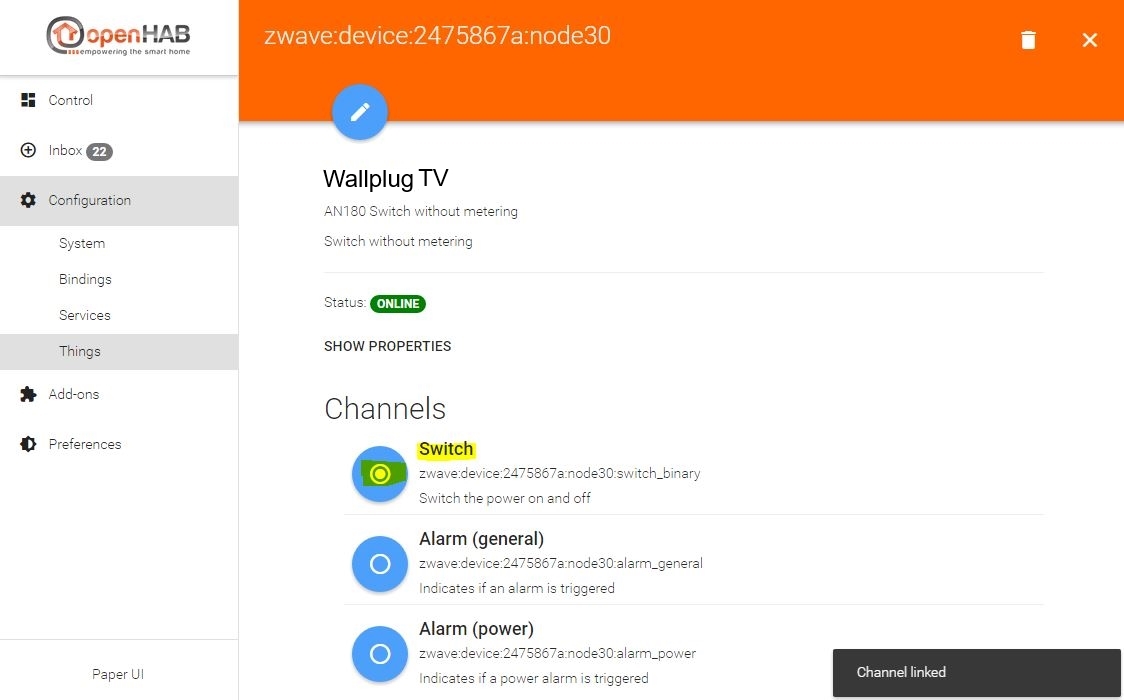 openHAB
empowering the smart home
zwave:device:2475867a:node30
Control
Inbox 22
Configuration
System
Bindings
Services
Things
Add-ons
Preferences
Paper UI
Wallplug TV
AN180 Switch without metering
Switch without metering
Status: ONLINE
SHOW PROPERTIES
Channels
Switch
zwave:device:2475867a:node30:switch_binary
Switch the power on and off
Alarm (general)
zwave:device:2475867a:node30:alarm_general
Indicates if an alarm is triggered
Alarm (power)
zwave:device:2475867a:node30:alarm_power
Indicates if a power alarm is triggered
Channel linked